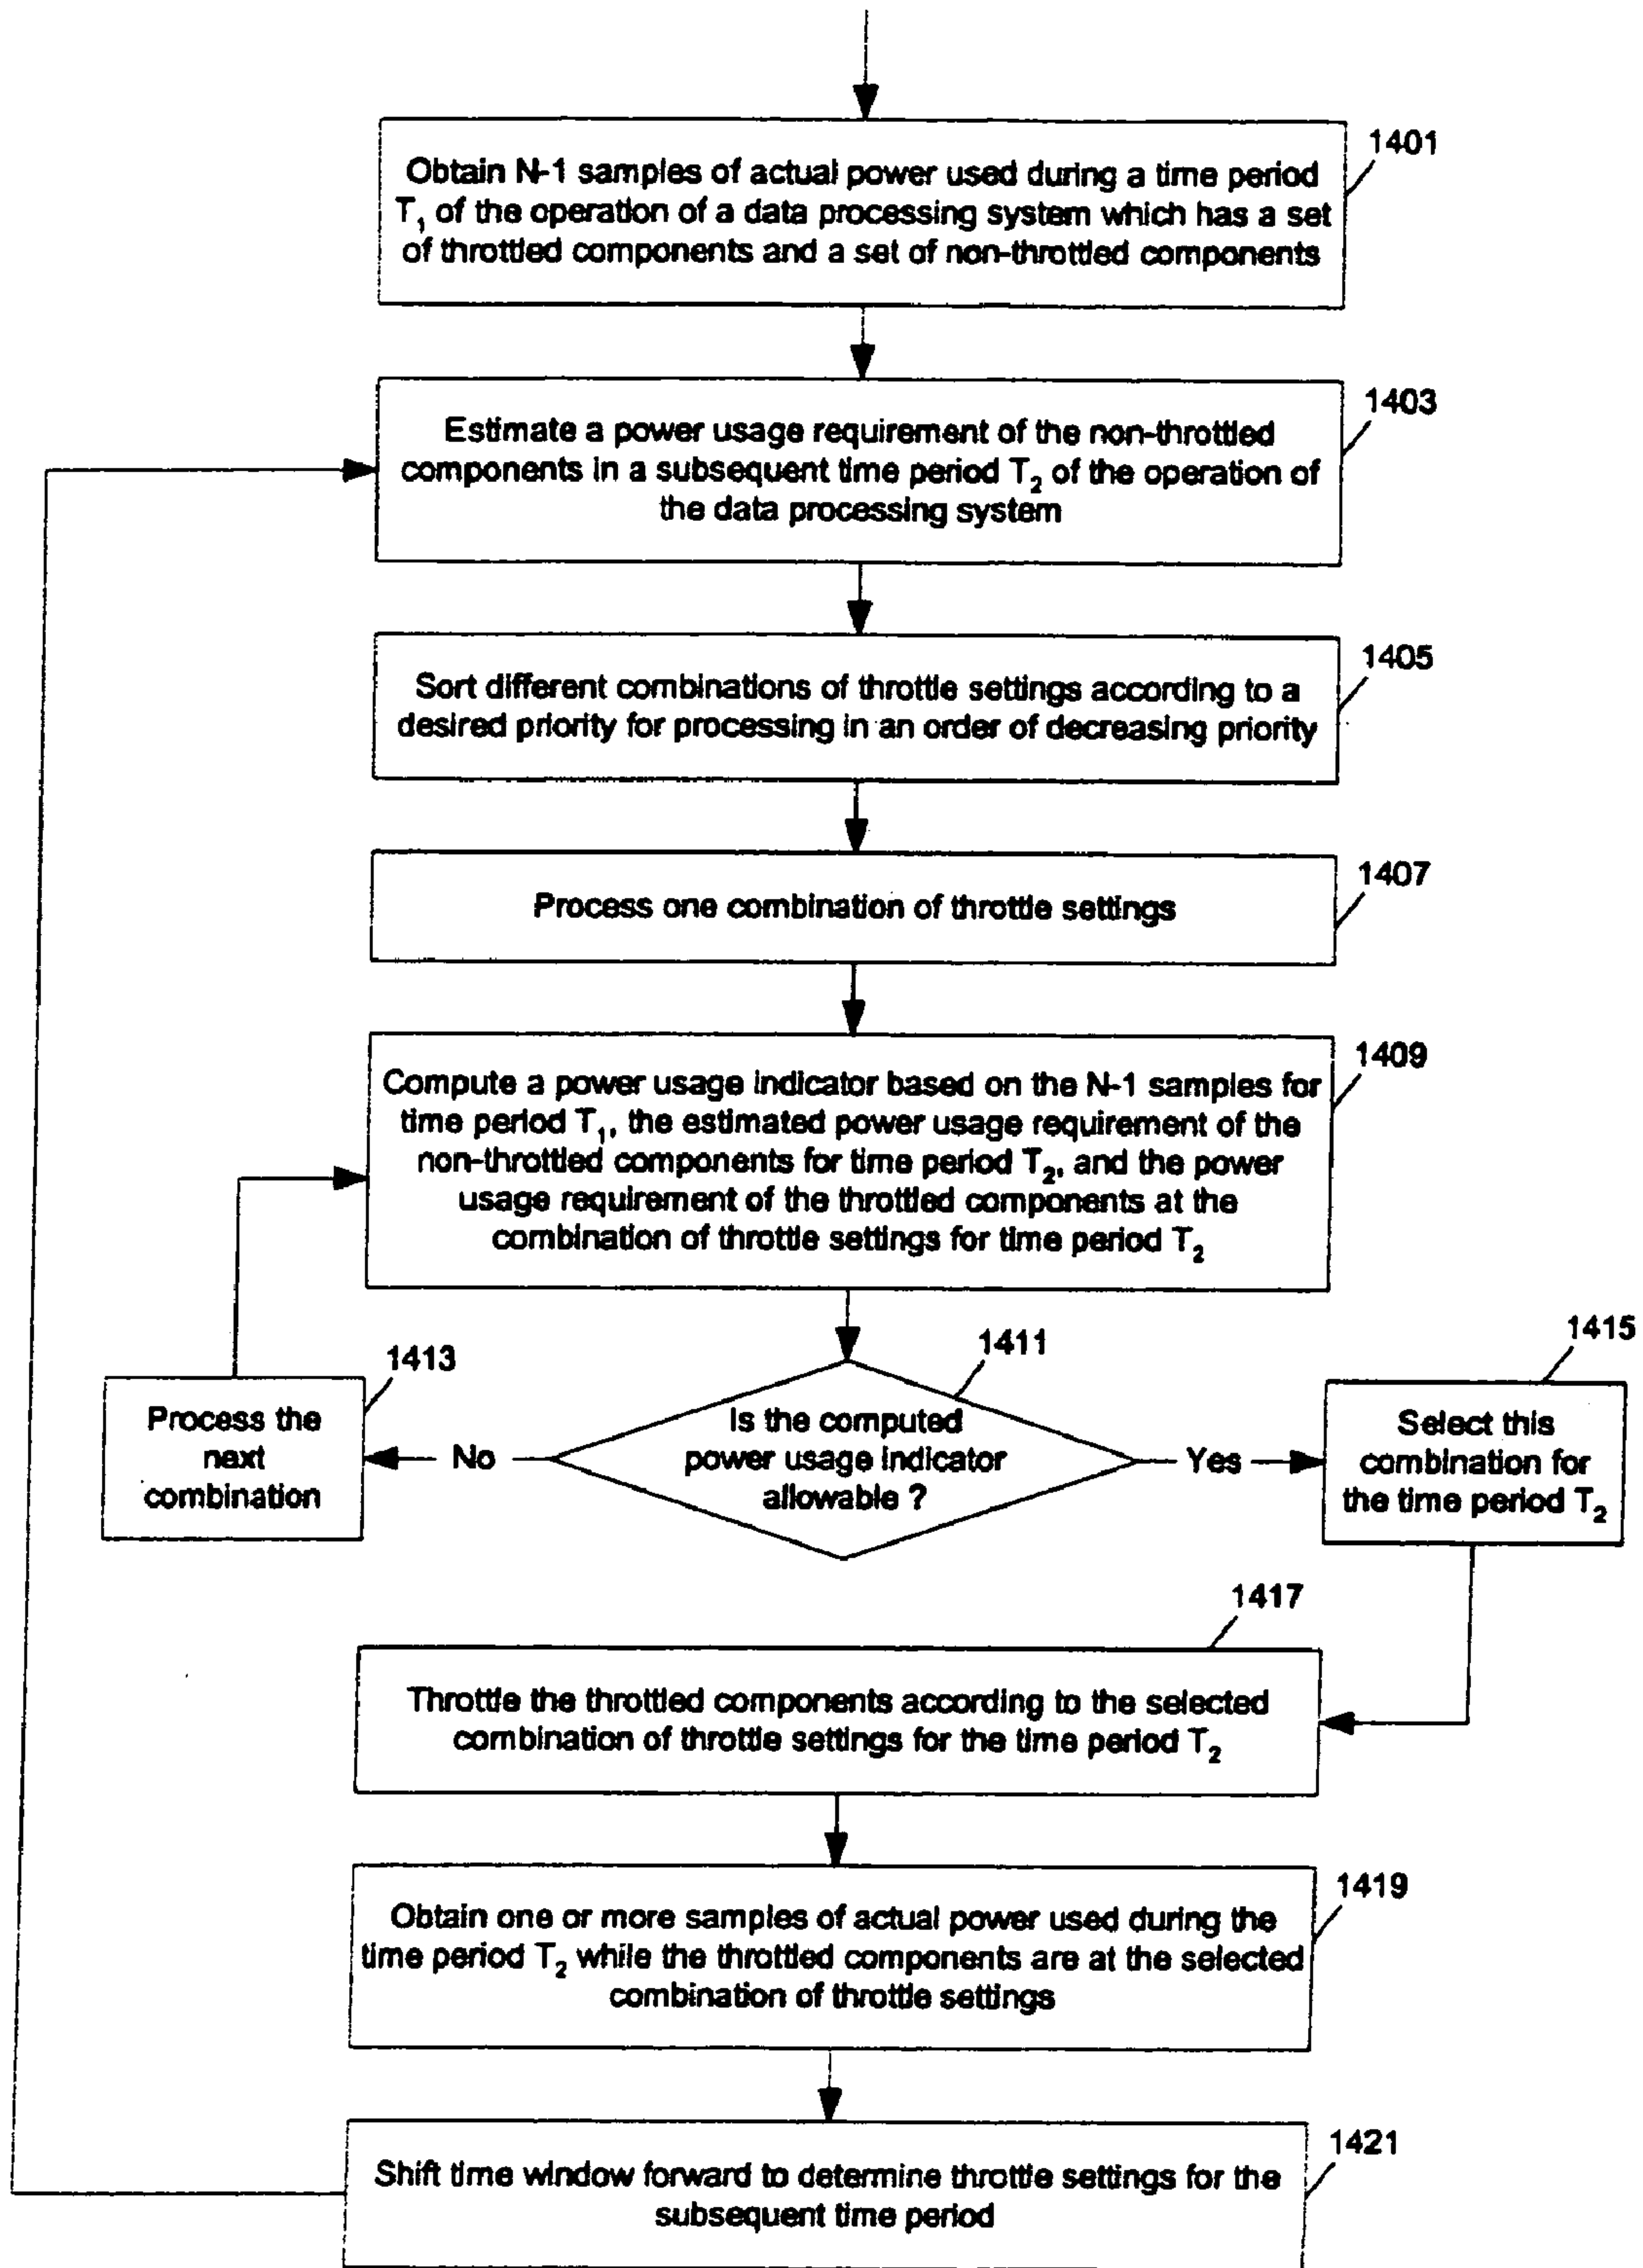 1401
Obtain N-1 samples of actual power used during a time period
T₁ of the operation of a data processing system which has a set
of throttled components and a set of non-throttled components
1403
Estimate a power usage requirement of the non-throttled
components in a subsequent time period T₂ of the operation of
the data processing system
1405
Sort different combinations of throttle settings according to a
desired priority for processing in an order of decreasing priority
1407
Process one combination of throttle settings
1409
Compute a power usage indicator based on the N-1 samples for
time period T₁, the estimated power usage requirement of the
non-throttled components for time period T₂, and the power
usage requirement of the throttled components at the
combination of throttle settings for time period T₂
1411
Is the computed
power usage indicator
allowable ?
No
Yes
1413
Process the
next
combination
1415
Select this
combination for
the time period T₂
1417
Throttle the throttled components according to the selected
combination of throttle settings for the time period T₂
1419
Obtain one or more samples of actual power used during the
time period T₂ while the throttled components are at the selected
combination of throttle settings
1421
Shift time window forward to determine throttle settings for the
subsequent time period